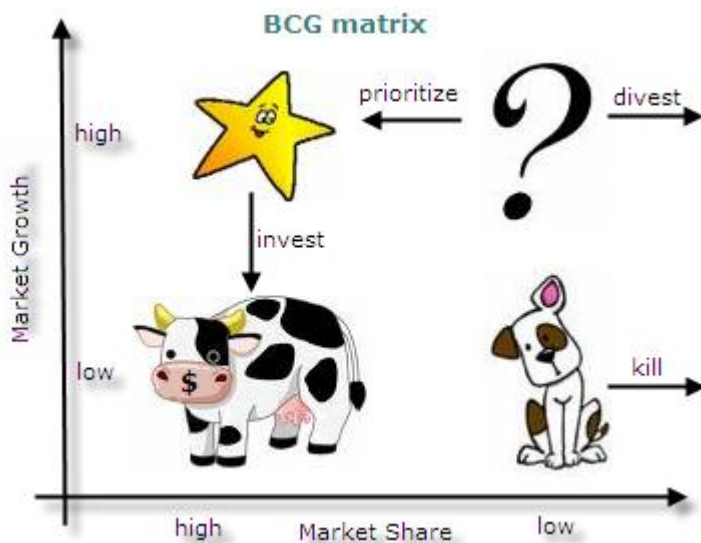 BCG matrix
prioritize
divest
high
invest
Market Growth
low
$
kill
high
Market Share
low